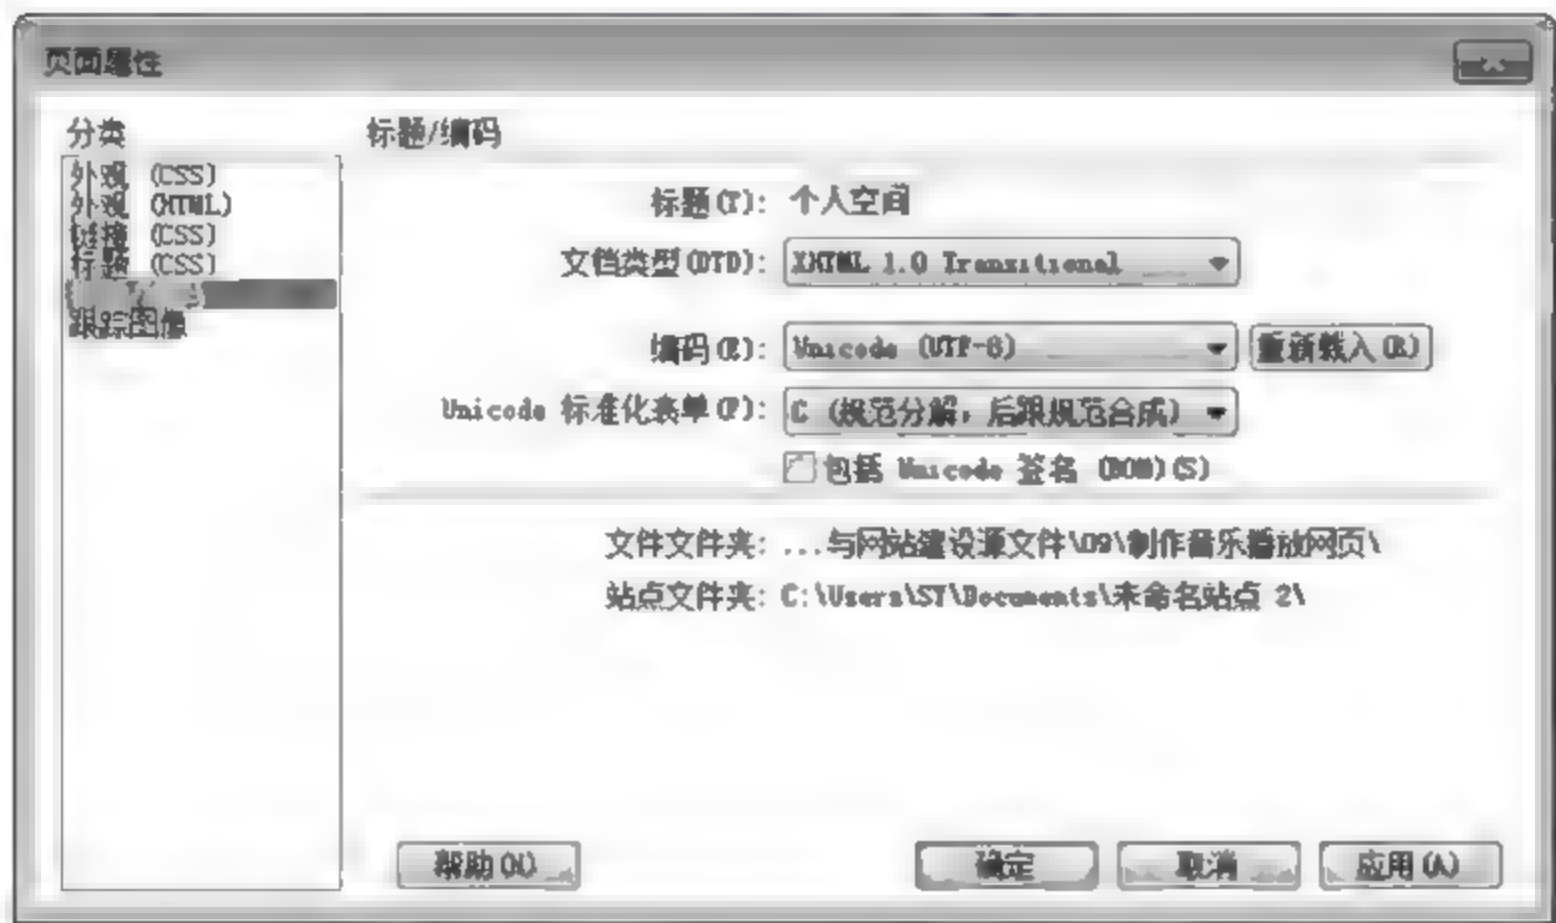 页面属性
分类
外观 (CSS)
外观 (HTML)
链接 (CSS)
标题 (CSS)
跟踪图像
标题/编码
标题(T): 个人空间
文档类型(DTD): XHTML 1.0 Transitional
编码(E): Unicode (UTF-8) 重新载入(R)
Unicode 标准化表单(F): C (规范分解，后跟规范合成)
包括 Unicode 签名 (BOM)(S)
文件文件夹: ...与网站建设源文件\09\制作音乐播放网页\
站点文件夹: C:\Users\ST\Documents\未命名站点 2\
帮助(H) 确定 取消 应用(A)